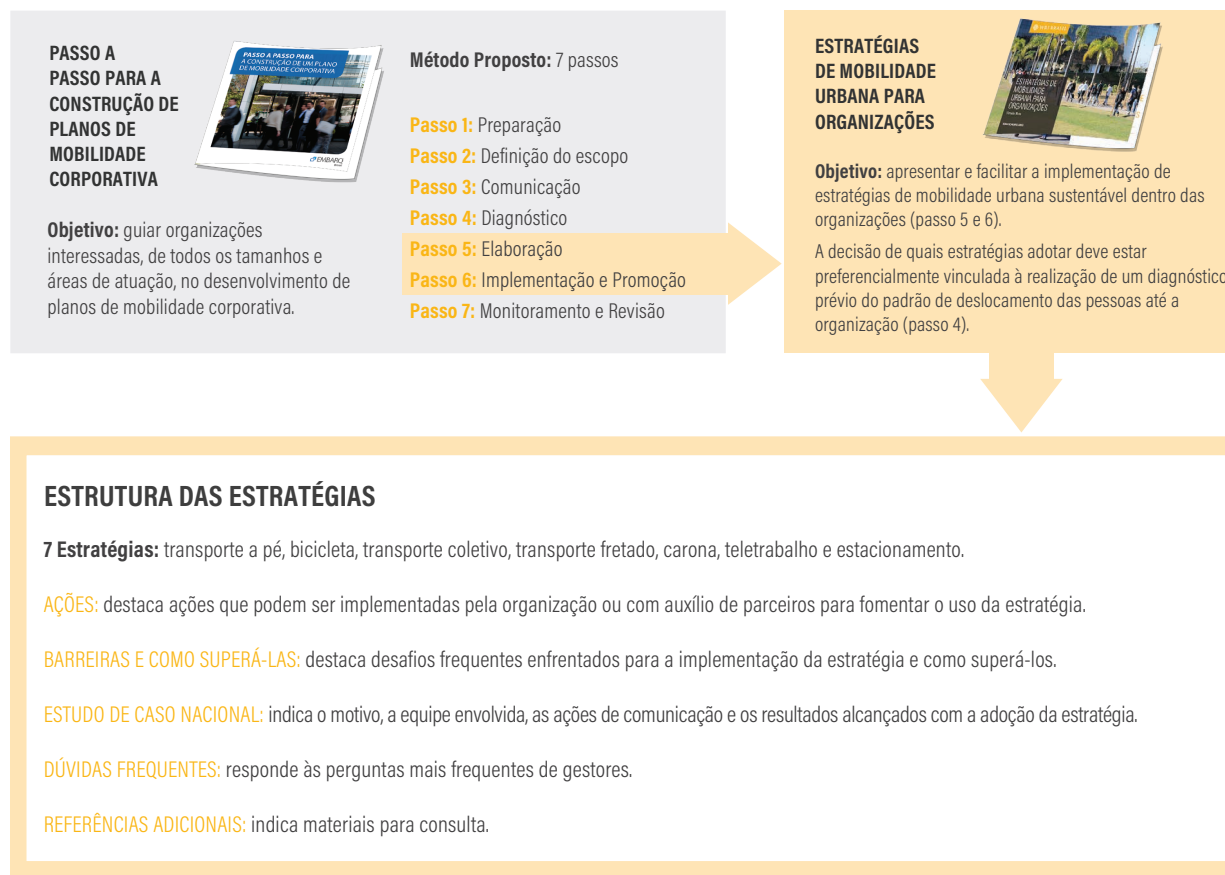 PASSO A
PASSO PARA A
CONSTRUÇÃO DE
PLANOS DE
MOBILIDADE
CORPORATIVA
PASSO A PASSO PARA
A CONSTRUÇÃO DE UM PLANO
DE MOBILIDADE CORPORATIVA
EMBARQ
Objetivo: guiar organizações
interessadas, de todos os tamanhos e
áreas de atuação, no desenvolvimento de
planos de mobilidade corporativa.
Método Proposto: 7 passos
Passo 1: Preparação
Passo 2: Definição do escopo
Passo 3: Comunicação
Passo 4: Diagnóstico
Passo 5: Elaboração
Passo 6: Implementação e Promoção
Passo 7: Monitoramento e Revisão
ESTRATÉGIAS
DE MOBILIDADE
URBANA PARA
ORGANIZAÇÕES
ESTRATÉGIAS DE
MOBILIDADE
URBANA PARA
ORGANIZAÇÕES
Objetivo: apresentar e facilitar a implementação de
estratégias de mobilidade urbana sustentável dentro das
organizações (passo 5 e 6).
A decisão de quais estratégias adotar deve estar
preferencialmente vinculada à realização de um diagnóstico
prévio do padrão de deslocamento das pessoas até a
organização (passo 4).
ESTRUTURA DAS ESTRATÉGIAS
7 Estratégias: transporte a pé, bicicleta, transporte coletivo, transporte fretado, carona, teletrabalho e estacionamento.
AÇÕES: destaca ações que podem ser implementadas pela organização ou com auxílio de parceiros para fomentar o uso da estratégia.
BARREIRAS E COMO SUPERÁ-LAS: destaca desafios frequentes enfrentados para a implementação da estratégia e como superá-los.
ESTUDO DE CASO NACIONAL: indica o motivo, a equipe envolvida, as ações de comunicação e os resultados alcançados com a adoção da estratégia.
DÚVIDAS FREQUENTES: responde às perguntas mais frequentes de gestores.
REFERÊNCIAS ADICIONAIS: indica materiais para consulta.